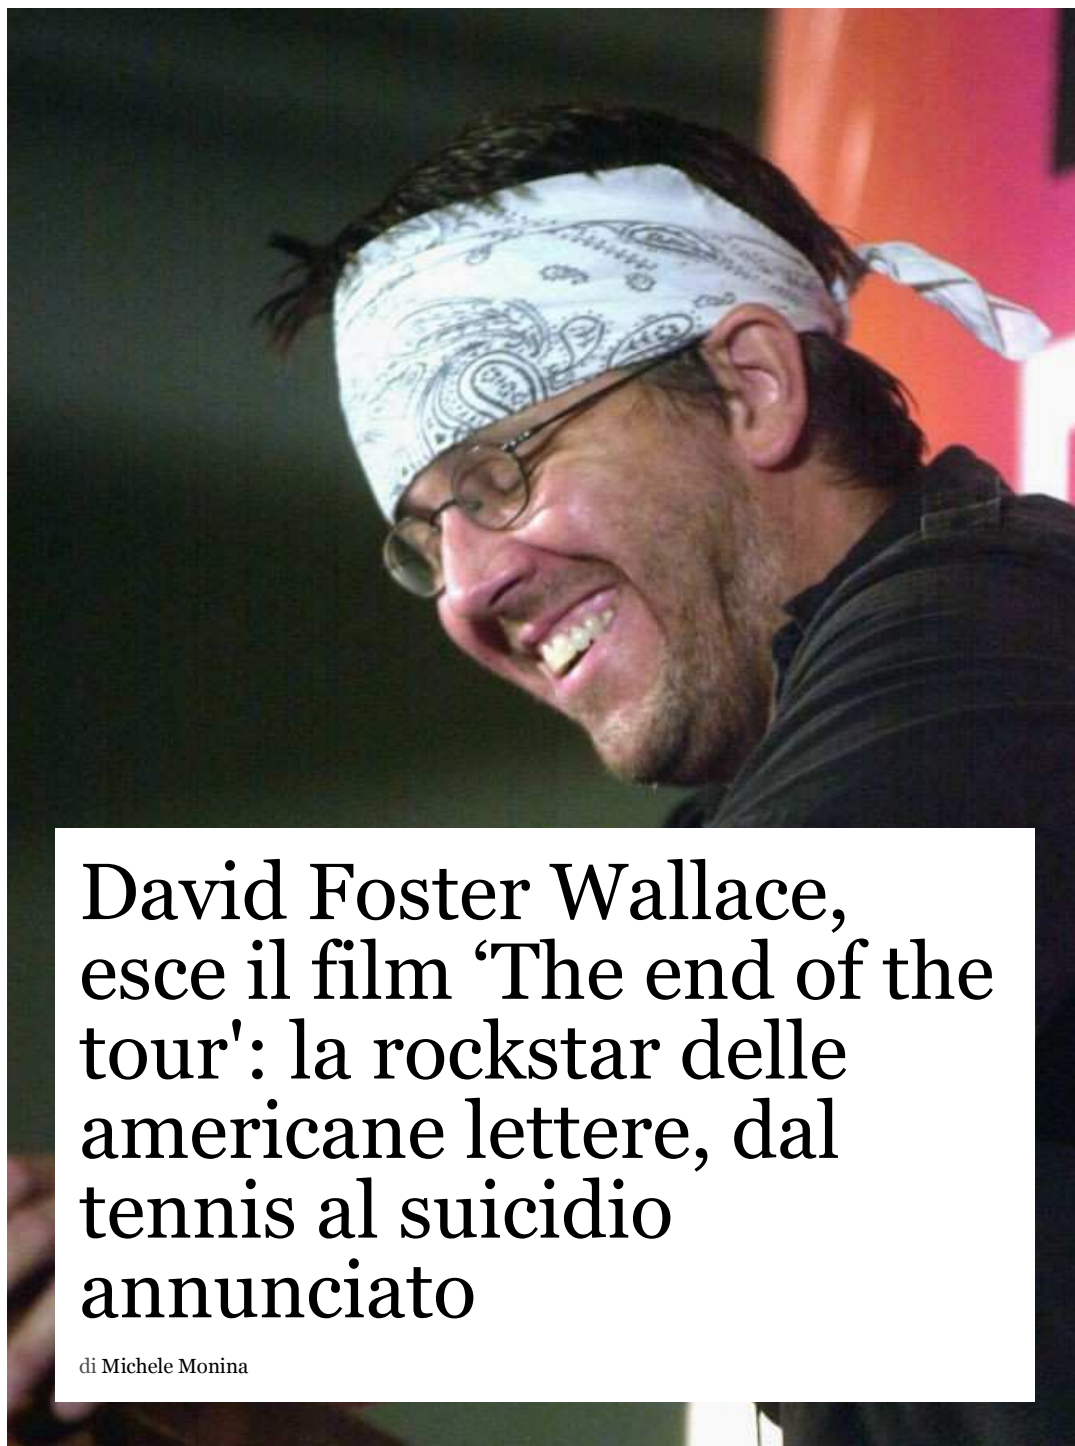 David Foster Wallace,
esce il film ‘The end of the
tour': la rockstar delle
americane lettere, dal
tennis al suicidio
annunciato
di Michele Monina